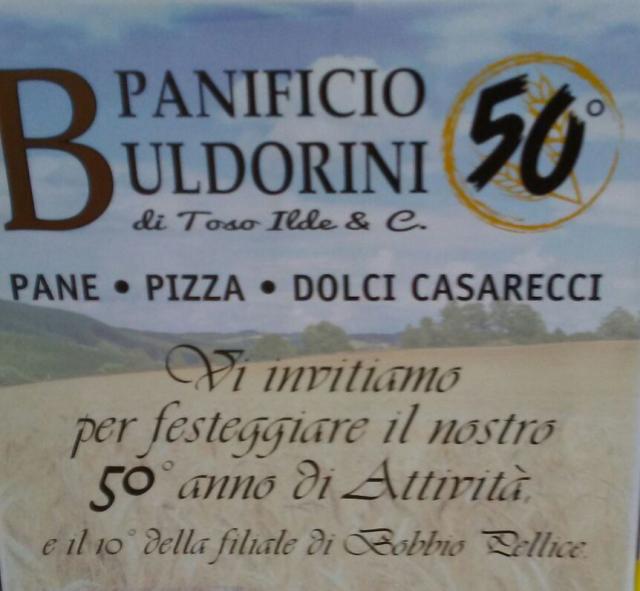 PANIFICIO
BULDORINI
50°
di Toso Ilde & C.
PANE • PIZZA • DOLCI CASARECCI
Vi invitiamo
per festeggiare il nostro
50° anno di Attività,
e il 10° della filiale di Bobbio Pellice.